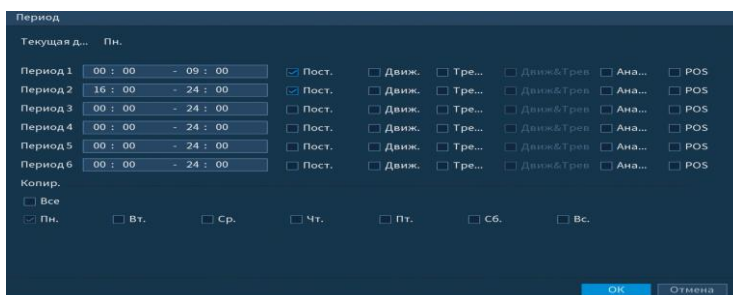 Период
Текущая д... Пн.
Период 1 00 : 00 - 09 : 00 Пост. Движ. Тре... Движ&Трев Ана... POS
Период 2 16 : 00 - 24 : 00 Пост. Движ. Тре... Движ&Трев Ана... POS
Период 3 00 : 00 - 24 : 00 Пост. Движ. Тре... Движ&Трев Ана... POS
Период 4 00 : 00 - 24 : 00 Пост. Движ. Тре... Движ&Трев Ана... POS
Период 5 00 : 00 - 24 : 00 Пост. Движ. Тре... Движ&Трев Ана... POS
Период 6 00 : 00 - 24 : 00 Пост. Движ. Тре... Движ&Трев Ана... POS
Копир.
Все
Пн. Вт. Ср. Чт. Пт. Сб. Вс.
OK Отмена